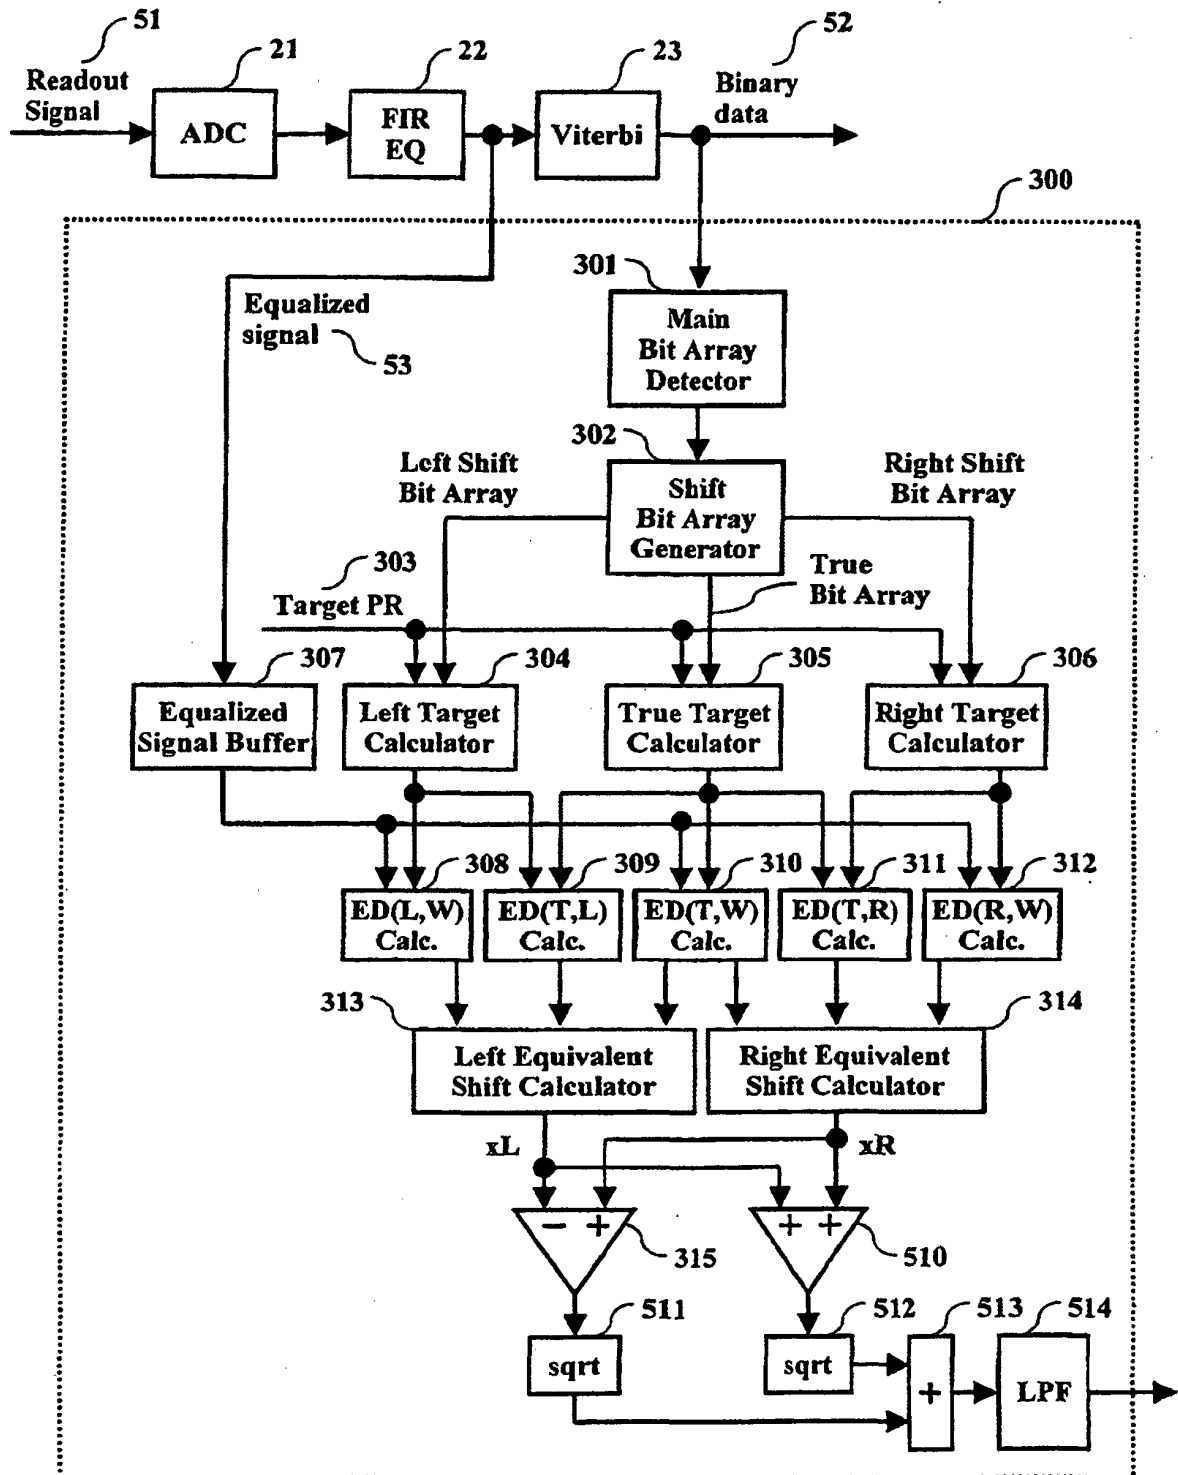 51
Readout
Signal
21
ADC
22
FIR
EQ
23
Viterbi
52
Binary
data
300
301
Main
Bit Array
Detector
Equalized
signal
53
302
Shift
Bit Array
Generator
Left Shift
Bit Array
Right Shift
Bit Array
True
Bit Array
303
Target PR
307
Equalized
Signal Buffer
304
Left Target
Calculator
305
True Target
Calculator
306
Right Target
Calculator
308
ED(L,W)
Calc.
309
ED(T,L)
Calc.
310
ED(T,W)
Calc.
311
ED(T,R)
Calc.
312
ED(R,W)
Calc.
313
Left Equivalent
Shift Calculator
314
Right Equivalent
Shift Calculator
xL
xR
− +
315
+ +
510
511
sqrt
512
sqrt
513
+
514
LPF